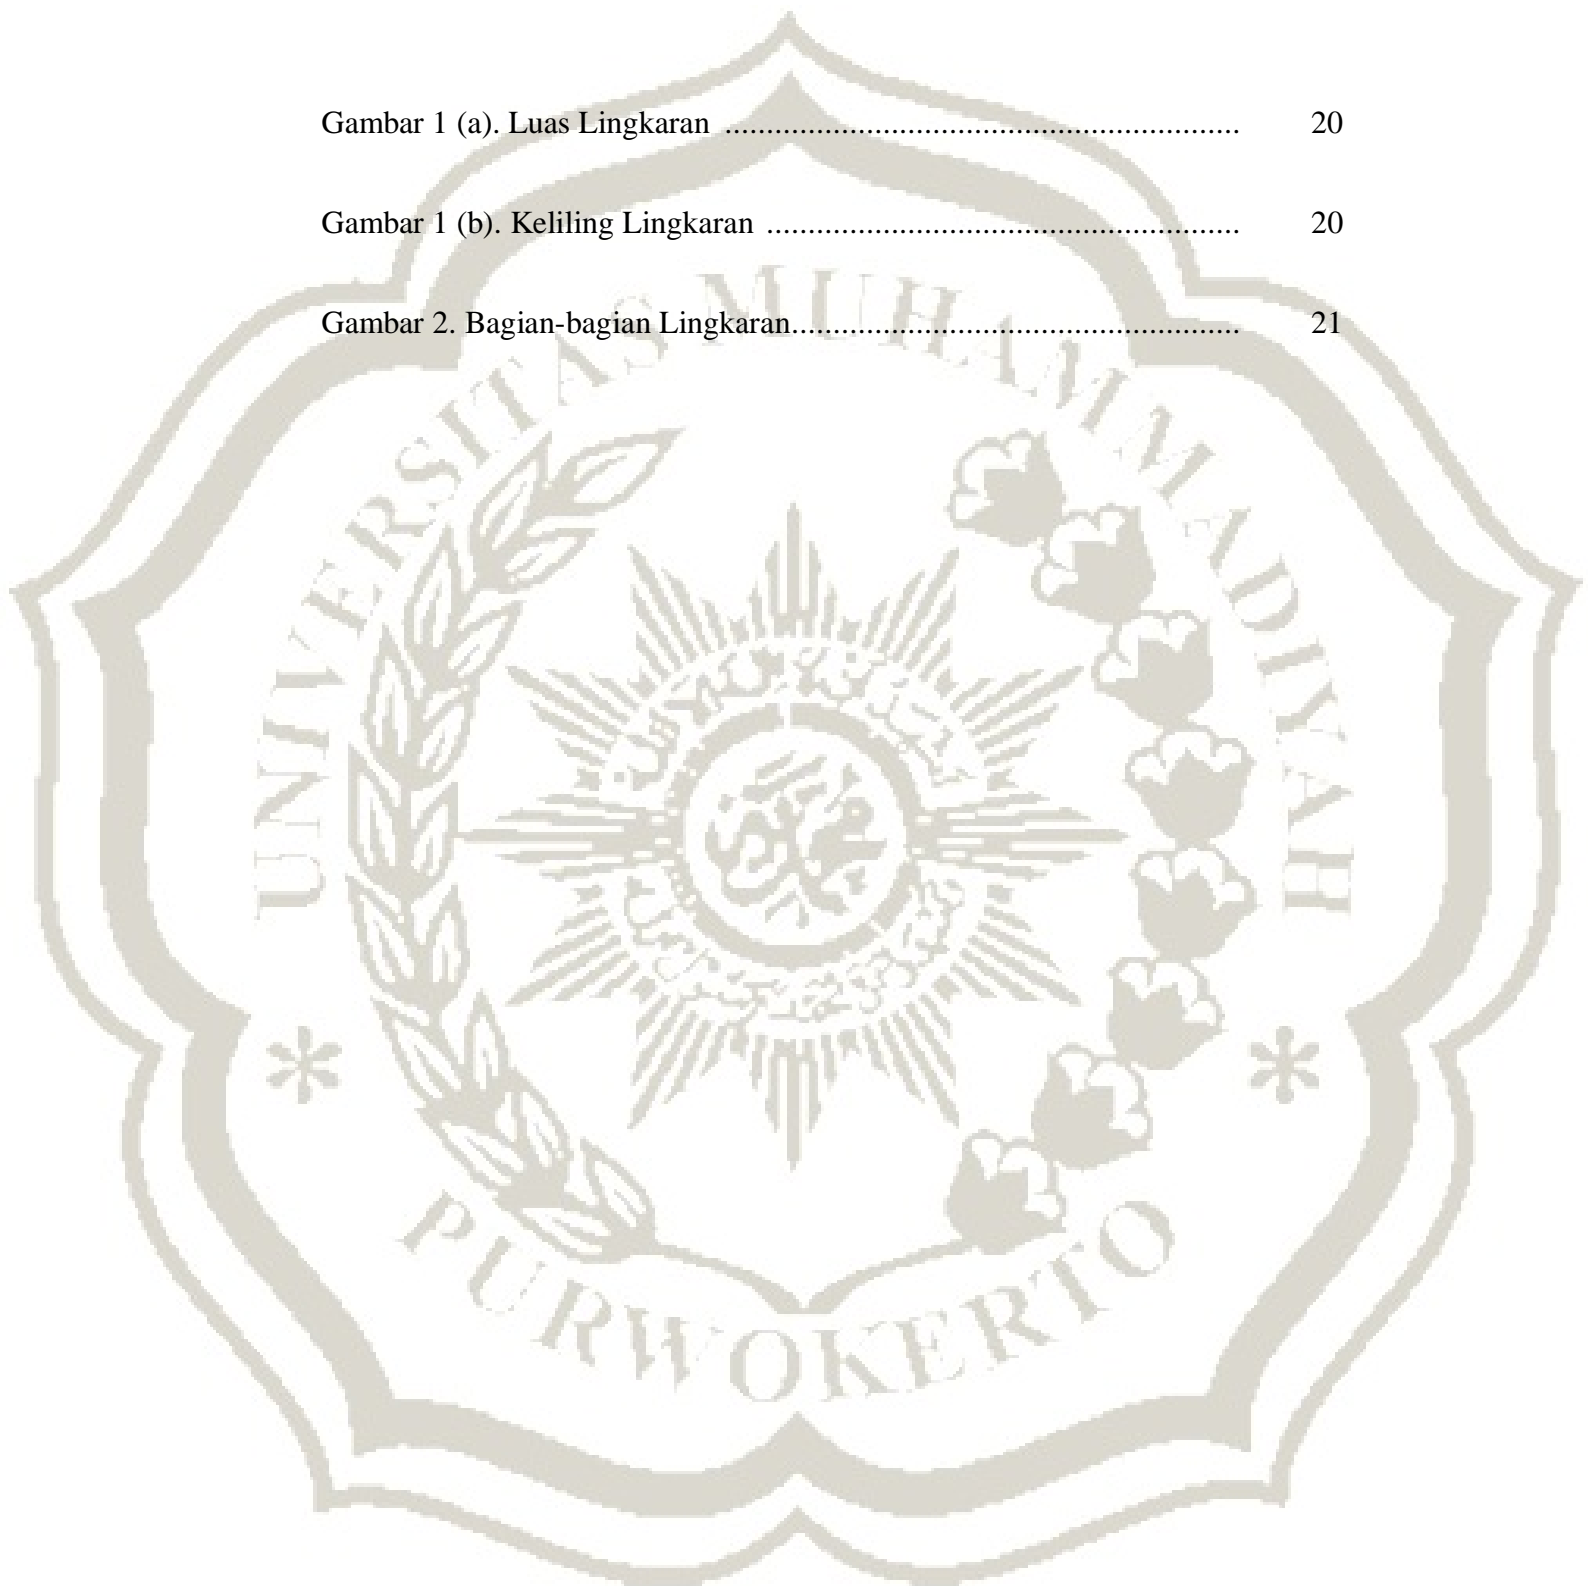 Gambar 1 (a). Luas Lingkaran .............................................................. 20
Gambar 1 (b). Keliling Lingkaran ......................................................... 20
Gambar 2. Bagian-bagian Lingkaran...................................................... 21
UNIVERSITAS MUHAMMADIYAH
PURWOKERTO